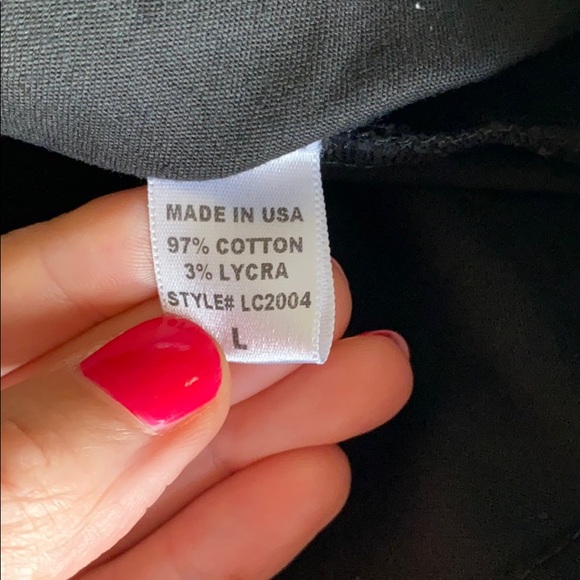 MADE IN USA
97% COTTON
3% LYCRA
STYLE# LC2004
L